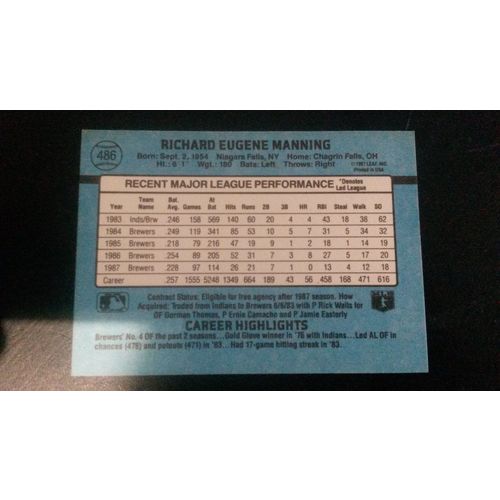 486
RICHARD EUGENE MANNING
Born: Sept. 2, 1954 Niagara Falls, NY Home: Chagrin Falls, OH
Ht.: 6' 1" Wgt.: 180 Bats: Left Throws: Right
© 1987 LEAF, INC.
Printed in USA
RECENT MAJOR LEAGUE PERFORMANCE *Denotes Led League
Year Team Name Bat. Avg. Games At Bat Hits Runs 2B 3B HR RBI Steal Walk SO
1983 Inds/Brw .246 158 569 140 60 20 4 4 43 18 38 62
1984 Brewers .249 119 341 85 53 10 5 7 31 5 34 32
1985 Brewers .218 79 216 47 19 9 1 2 18 1 14 19
1986 Brewers .254 89 205 52 31 7 3 8 27 5 17 20
1987 Brewers .228 97 114 26 21 7 1 0 13 4 12 18
Career .257 1555 5248 1349 664 189 43 56 458 168 471 616
Contract Status: Eligible for free agency after 1987 season. How
Acquired: Traded from Indians to Brewers 6/6/83 with P Rick Waits for
OF Gorman Thomas, P Ernie Camacho and P Jamie Easterly
CAREER HIGHLIGHTS
Brewers' No. 4 OF the past 2 seasons...Gold Glove winner in '76 with Indians...Led AL OF in
chances (478) and putouts (471) in '83...Had 17-game hitting streak in '83.